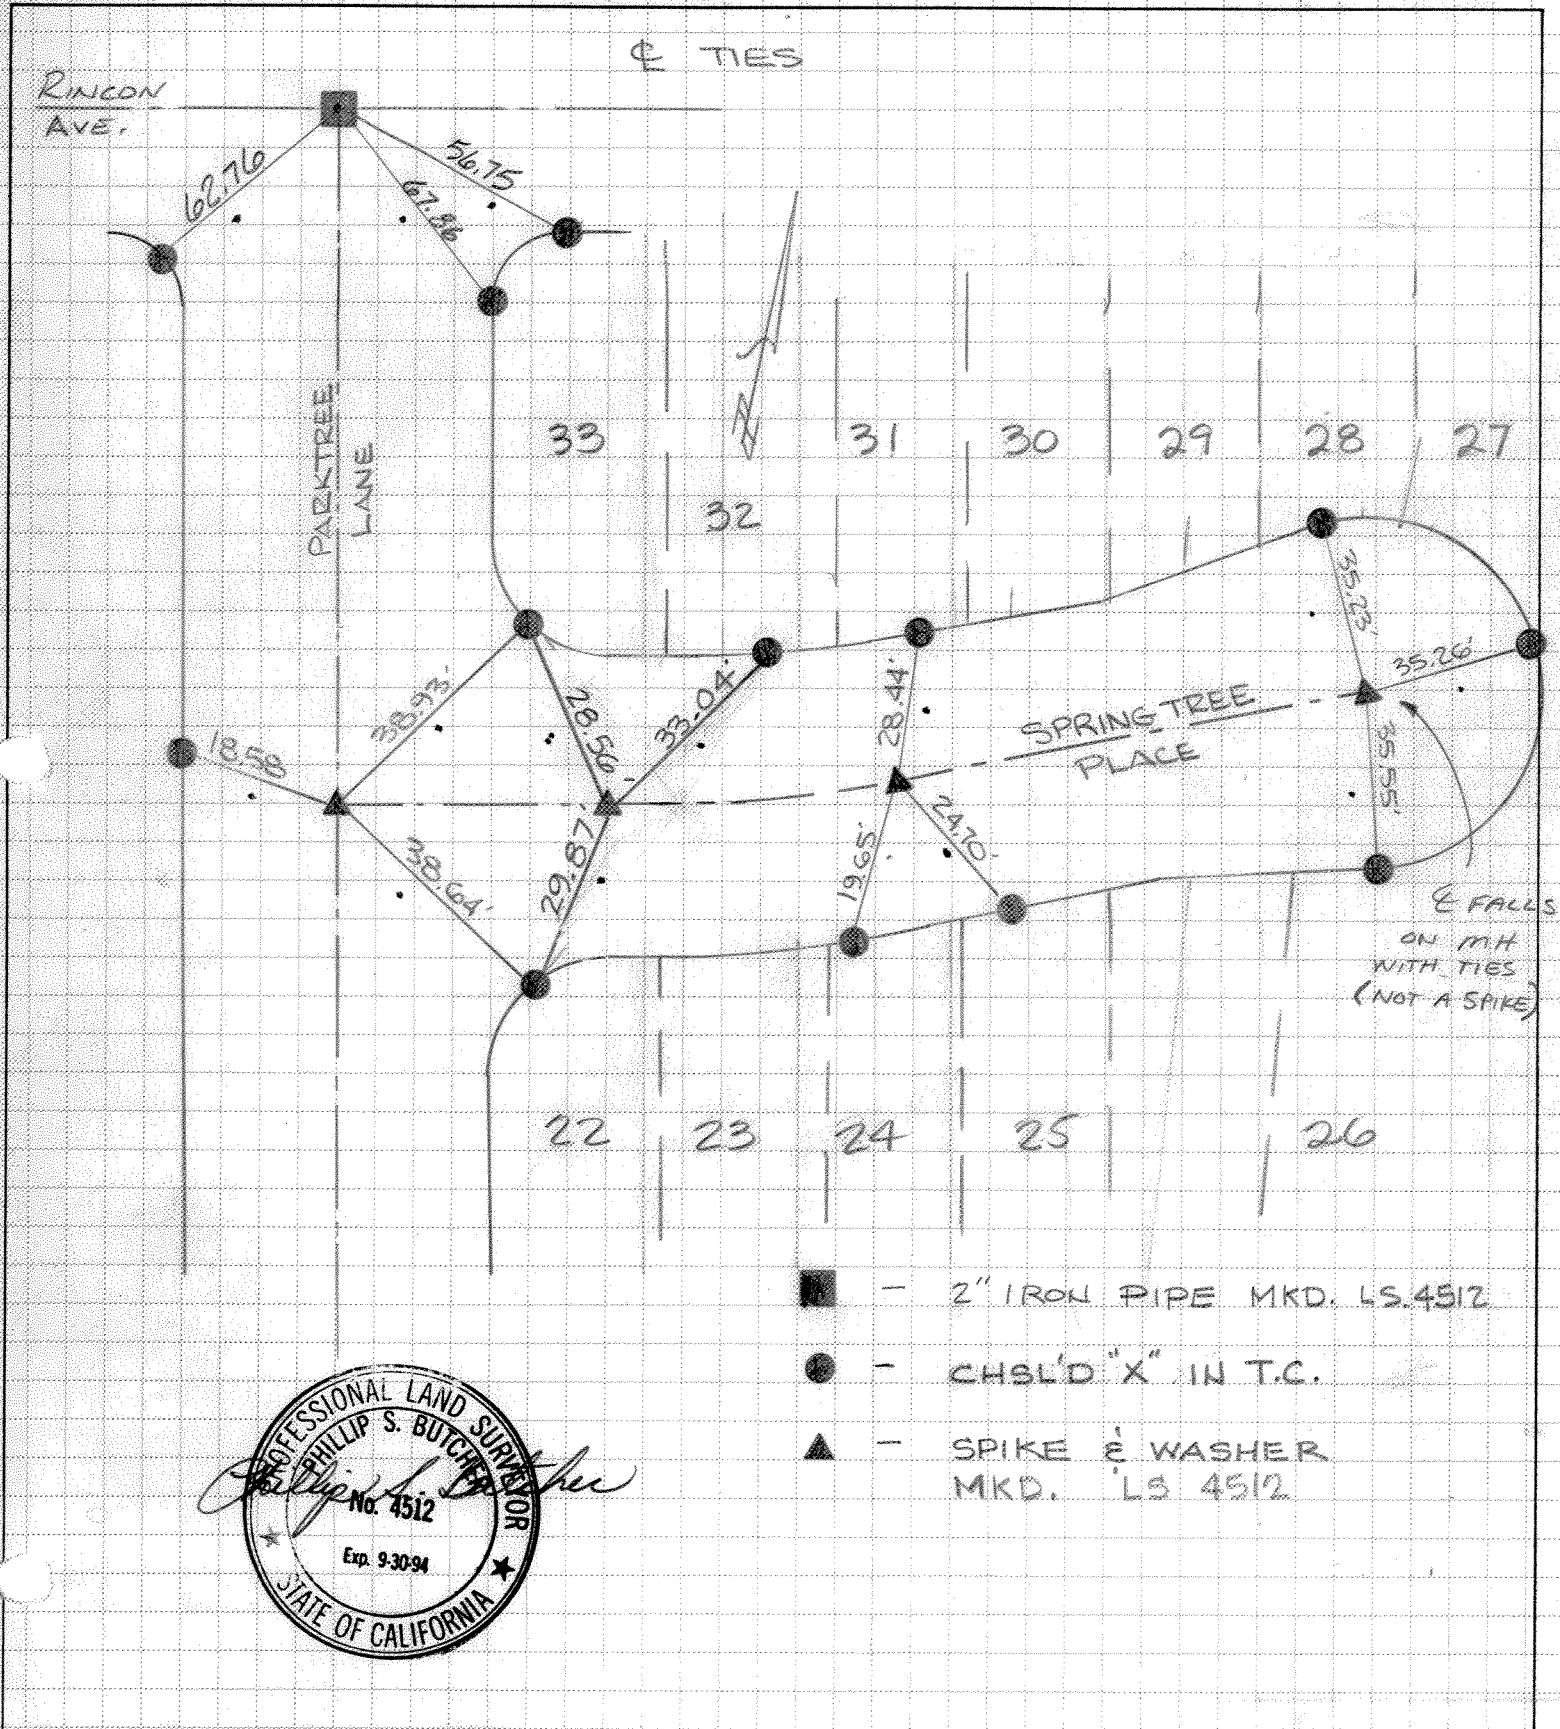 ℄ TIES
RINCON
AVE.
62.76
56.75
67.86
PARKTREE
LANE
33
32
31
30
29
28
27
38.93'
28.56'
33.04'
28.44'
35.23'
35.26'
35.55'
18.58
SPRING TREE
PLACE
38.64'
29.87'
19.65'
24.70'
℄ FALLS
ON MH
WITH TIES
(NOT A SPIKE)
22
23
24
25
26
- 2" IRON PIPE MKD. LS.4512
- CHSL'D "X" IN T.C.
- SPIKE & WASHER
MKD. LS 4512
PROFESSIONAL LAND SURVEYOR
PHILLIP S. BUTCHER
Phillip S. Butcher
No. 4512
Exp. 9-30-94
STATE OF CALIFORNIA